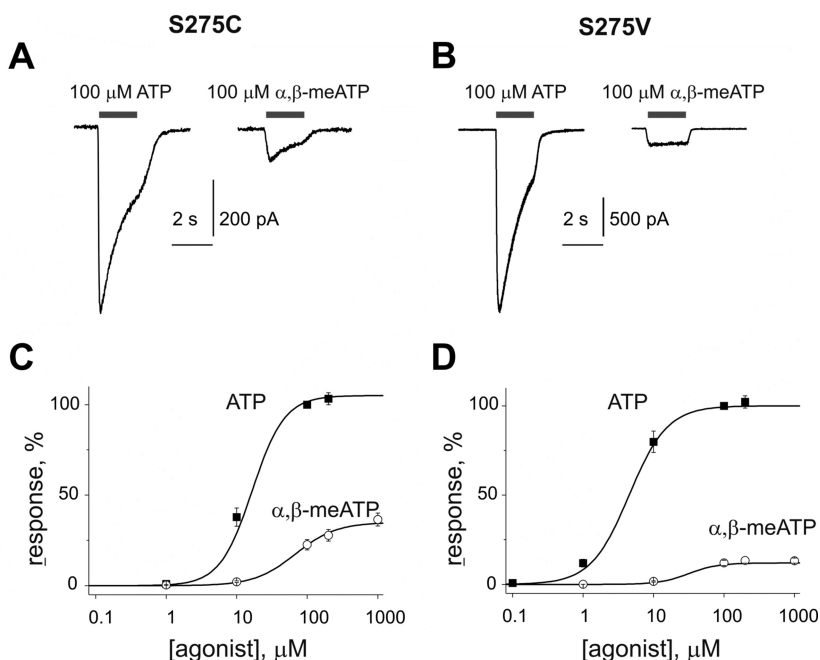 S275C
S275V
A
B
100 μM ATP
100 μM α,β-meATP
100 μM ATP
100 μM α,β-meATP
2 s
200 pA
2 s
500 pA
C
D
100
50
0
response, %
ATP
α,β-meATP
0.1
1
10
100
1000
[agonist], μM
100
50
0
response, %
ATP
α,β-meATP
0.1
1
10
100
1000
[agonist], μM